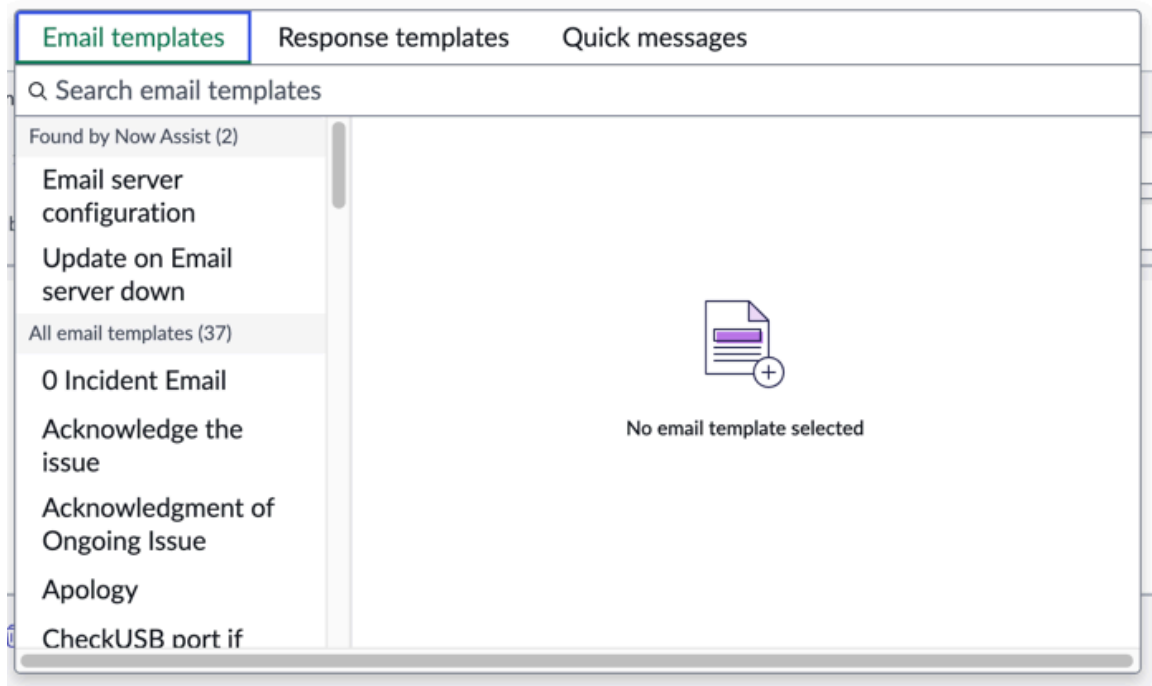 Email templates Response templates Quick messages
Search email templates
Found by Now Assist (2)
Email server
configuration
Update on Email
server down
All email templates (37)
0 Incident Email
Acknowledge the
issue
Acknowledgment of
Ongoing Issue
Apology
CheckUSB port if
No email template selected